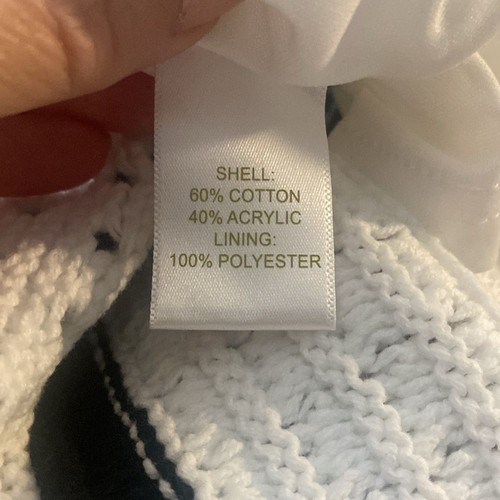 SHELL:
60% COTTON
40% ACRYLIC
LINING:
100% POLYESTER